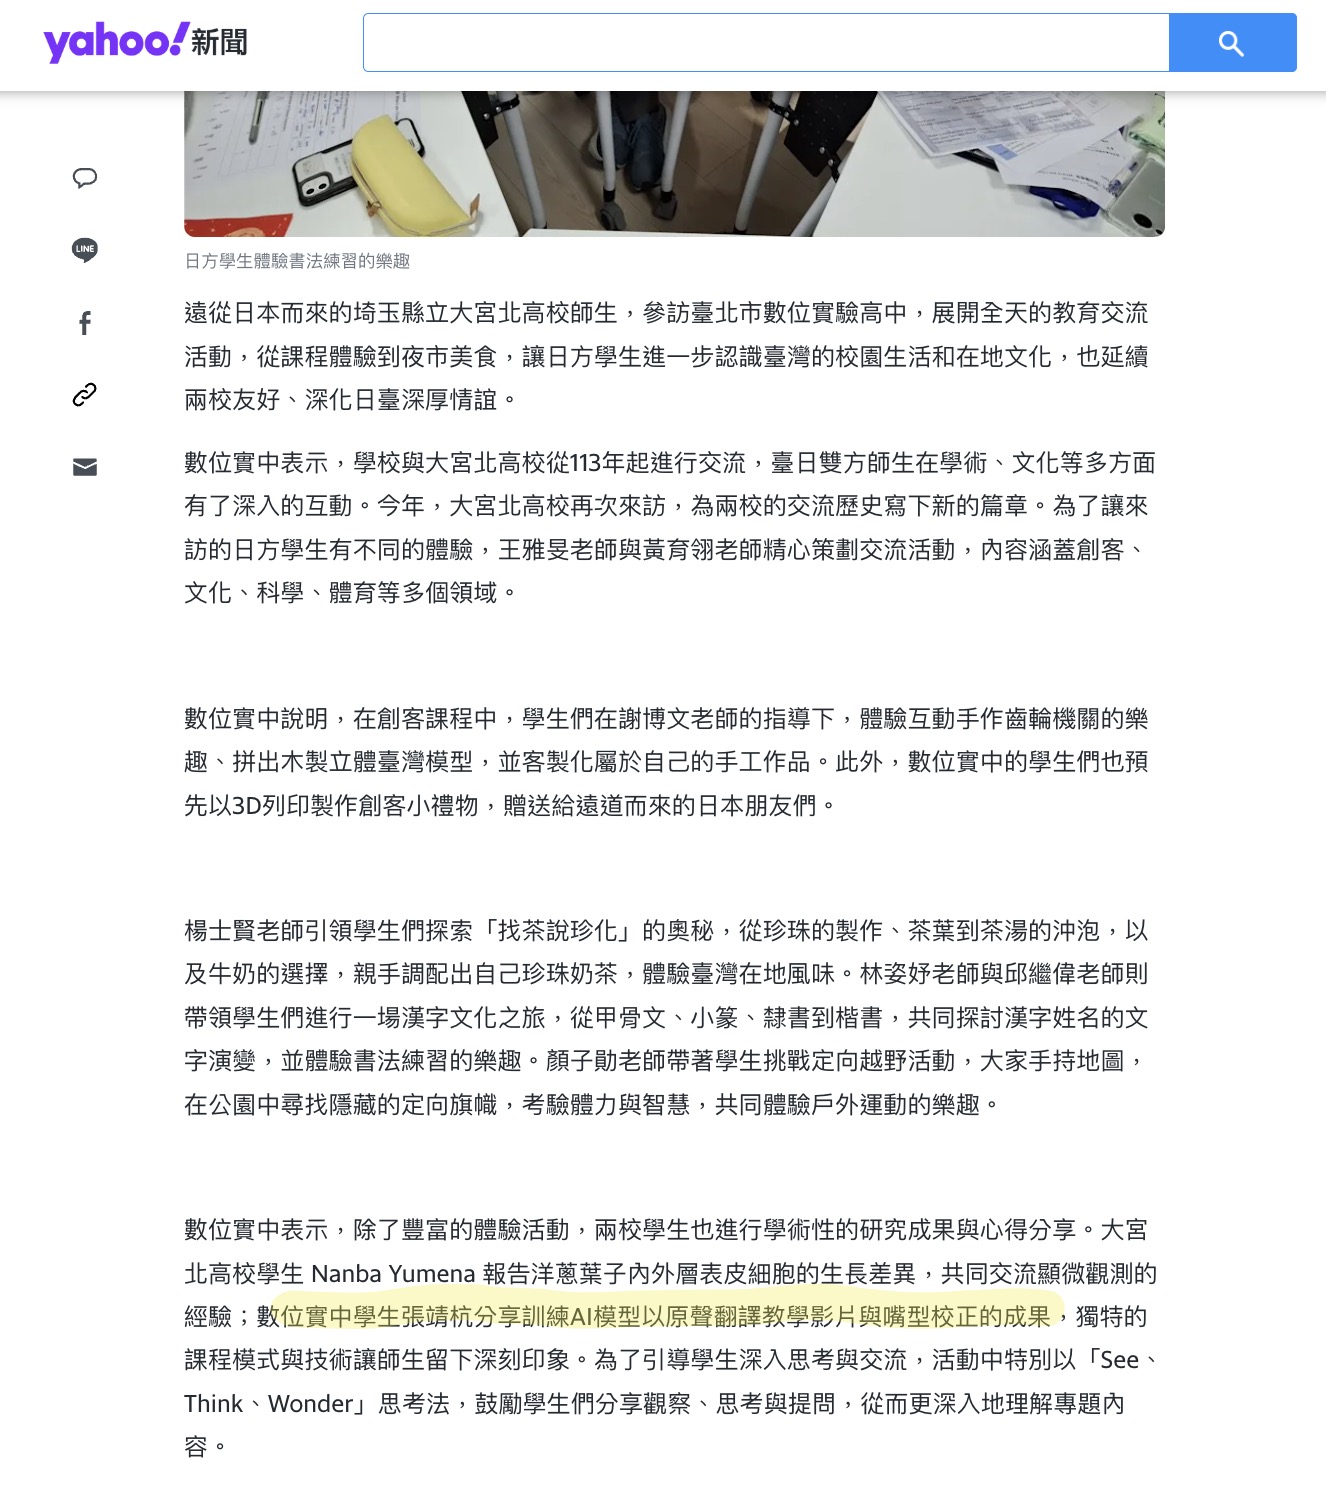 yahoo!新聞
LINE
日方學生體驗書法練習的樂趣
遠從日本而來的埼玉縣立大宮北高校師生，參訪臺北市數位實驗高中，展開全天的教育交流
活動，從課程體驗到夜市美食，讓日方學生進一步認識臺灣的校園生活和在地文化，也延續
兩校友好、深化日臺深厚情誼。
數位實中表示，學校與大宮北高校從113年起進行交流，臺日雙方師生在學術、文化等多方面
有了深入的互動。今年，大宮北高校再次來訪，為兩校的交流歷史寫下新的篇章。為了讓來
訪的日方學生有不同的體驗，王雅旻老師與黃育翎老師精心策劃交流活動，內容涵蓋創客、
文化、科學、體育等多個領域。
數位實中說明，在創客課程中，學生們在謝博文老師的指導下，體驗互動手作齒輪機關的樂
趣、拼出木製立體臺灣模型，並客製化屬於自己的手工作品。此外，數位實中的學生們也預
先以3D列印製作創客小禮物，贈送給遠道而來的日本朋友們。
楊士賢老師引領學生們探索「找茶說珍化」的奧秘，從珍珠的製作、茶葉到茶湯的沖泡，以
及牛奶的選擇，親手調配出自己珍珠奶茶，體驗臺灣在地風味。林姿妤老師與邱繼偉老師則
帶領學生們進行一場漢字文化之旅，從甲骨文、小篆、隸書到楷書，共同探討漢字姓名的文
字演變，並體驗書法練習的樂趣。顏子勛老師帶著學生挑戰定向越野活動，大家手持地圖，
在公園中尋找隱藏的定向旗幟，考驗體力與智慧，共同體驗戶外運動的樂趣。
數位實中表示，除了豐富的體驗活動，兩校學生也進行學術性的研究成果與心得分享。大宮
北高校學生 Nanba Yumena 報告洋蔥葉子內外層表皮細胞的生長差異，共同交流顯微觀測的
經驗；數位實中學生張靖杭分享訓練AI模型以原聲翻譯教學影片與嘴型校正的成果，獨特的
課程模式與技術讓師生留下深刻印象。為了引導學生深入思考與交流，活動中特別以「See、
Think、Wonder」思考法，鼓勵學生們分享觀察、思考與提問，從而更深入地理解專題內
容。